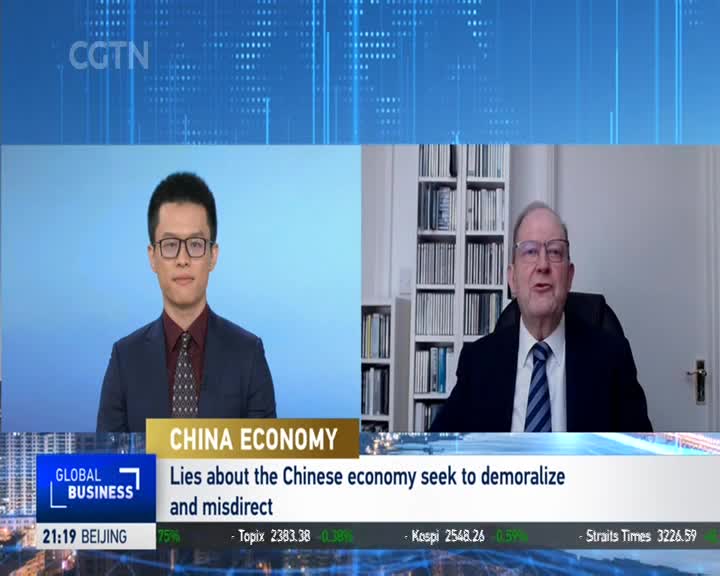 CGTN
CHINA ECONOMY
Lies about the Chinese economy seek to demoralize
and misdirect
GLOBAL
BUSINESS
21:19 BEIJING
75% - Topix 2383.38 -0.38% - Kospi 2548.26 -0.59% - Straits Times 3226.59